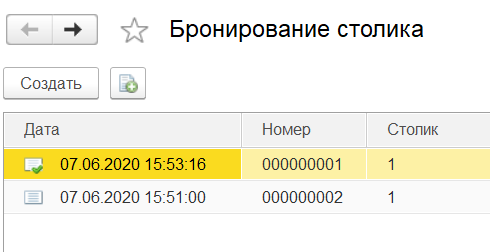 Бронирование столика
Создать
Дата Номер Столик
07.06.2020 15:53:16 000000001 1
07.06.2020 15:51:00 000000002 1